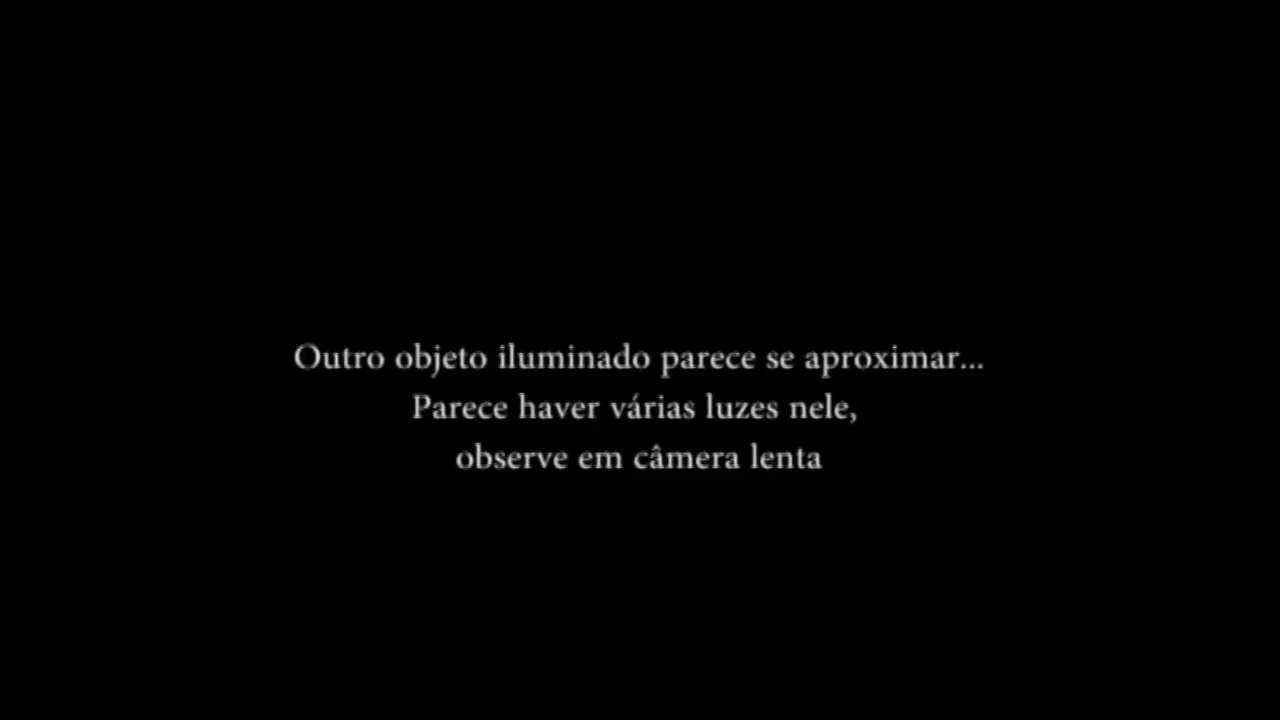 Outro objeto iluminado parece se aproximar...
Parece haver várias luzes nele,
observe em câmera lenta